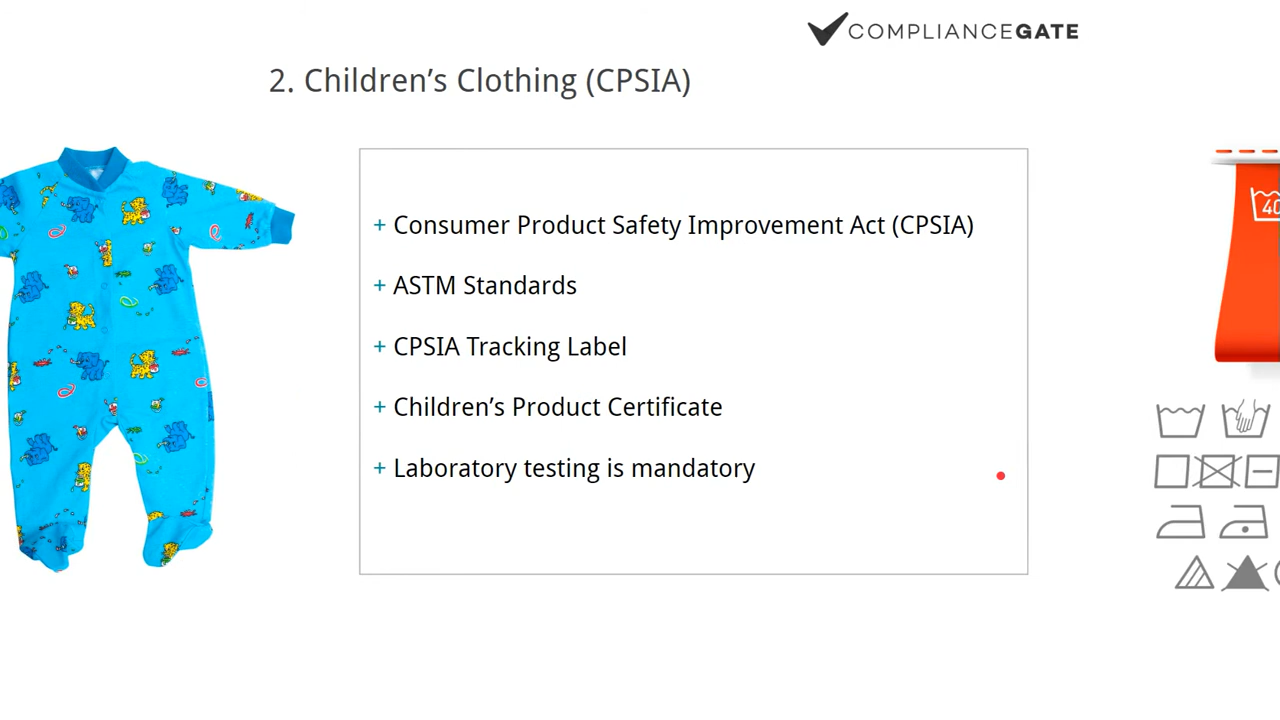 COMPLIANCEGATE
2. Children’s Clothing (CPSIA)
+ Consumer Product Safety Improvement Act (CPSIA)
+ ASTM Standards
+ CPSIA Tracking Label
+ Children’s Product Certificate
+ Laboratory testing is mandatory
40